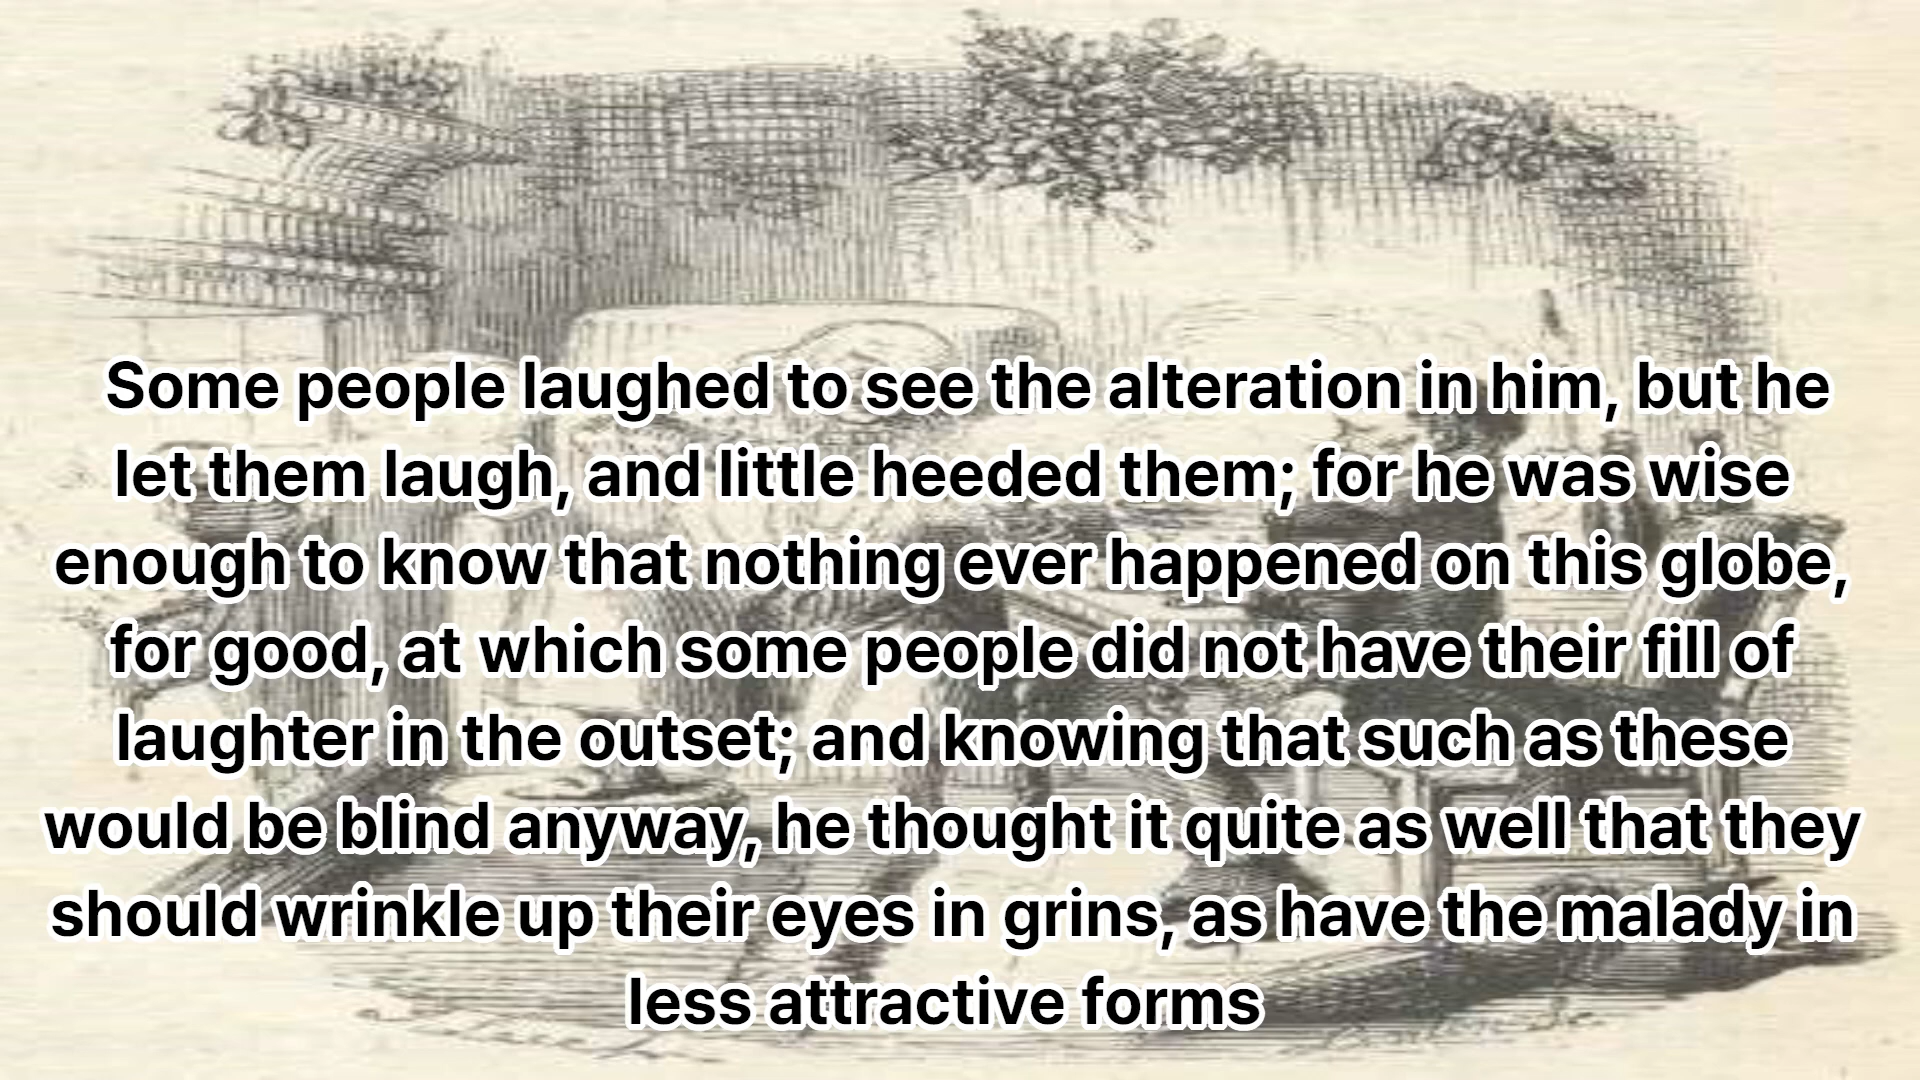 Some people laughed to see the alteration in him, but he
let them laugh, and little heeded them; for he was wise
enough to know that nothing ever happened on this globe,
for good, at which some people did not have their fill of
laughter in the outset; and knowing that such as these
would be blind anyway, he thought it quite as well that they
should wrinkle up their eyes in grins, as have the malady in
less attractive forms